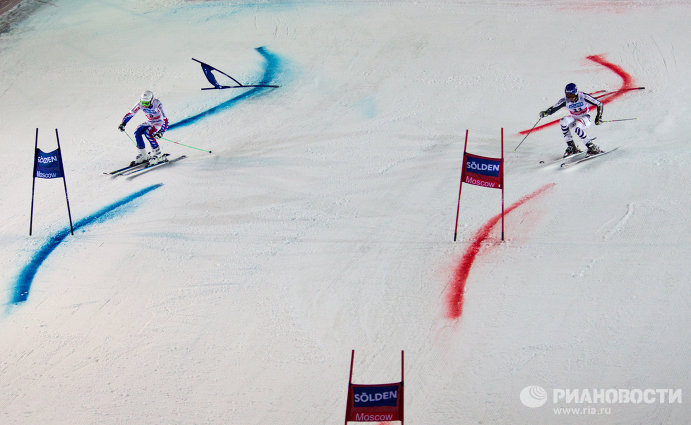 SÖLDEN
Moscow
SÖLDEN
Moscow
SÖLDEN
Moscow
РИАНОВОСТИ
www.ria.ru